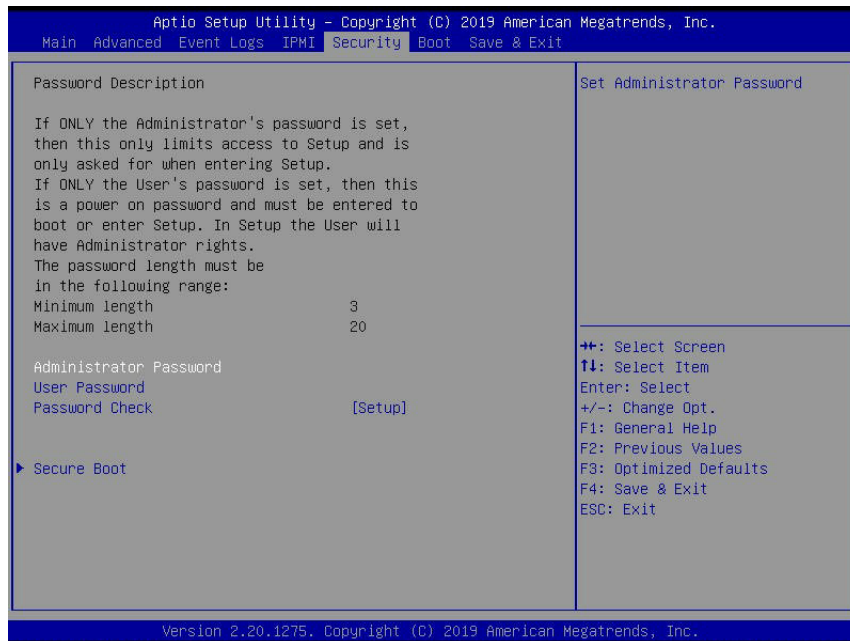 Aptio Setup Utility – Copyright (C) 2019 American Megatrends, Inc.
Main Advanced Event Logs IPMI Security Boot Save & Exit
Password Description
If ONLY the Administrator's password is set,
then this only limits access to Setup and is
only asked for when entering Setup.
If ONLY the User's password is set, then this
is a power on password and must be entered to
boot or enter Setup. In Setup the User will
have Administrator rights.
The password length must be
in the following range:
Minimum length 3
Maximum length 20
Administrator Password
User Password
Password Check [Setup]
Secure Boot
Set Administrator Password
→←: Select Screen
↑↓: Select Item
Enter: Select
+/-: Change Opt.
F1: General Help
F2: Previous Values
F3: Optimized Defaults
F4: Save & Exit
ESC: Exit
Version 2.20.1275. Copyright (C) 2019 American Megatrends, Inc.